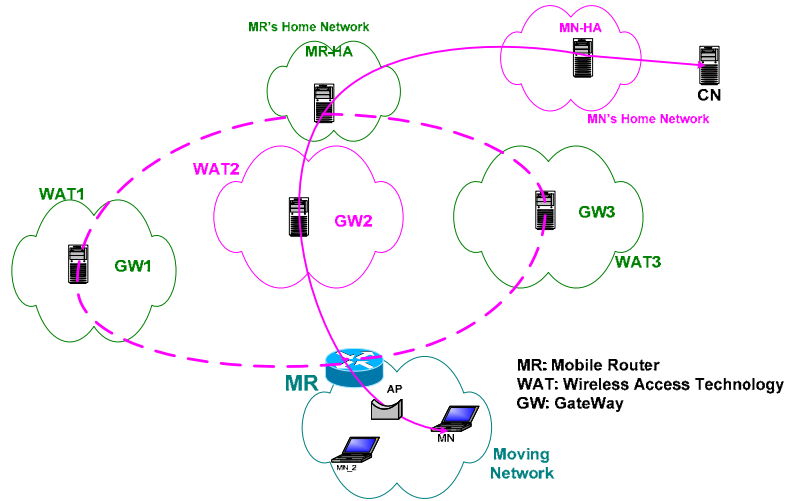 MR's Home Network
MR-HA
MN-HA
CN
MN's Home Network
WAT2
WAT1
GW2
GW3
GW1
WAT3
MR
AP
MN
MN_2
Moving
Network
MR: Mobile Router
WAT: Wireless Access Technology
GW: GateWay